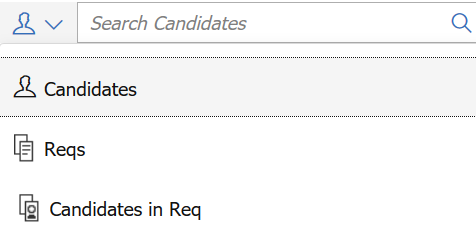 Search Candidates
Candidates
Reqs
Candidates in Req